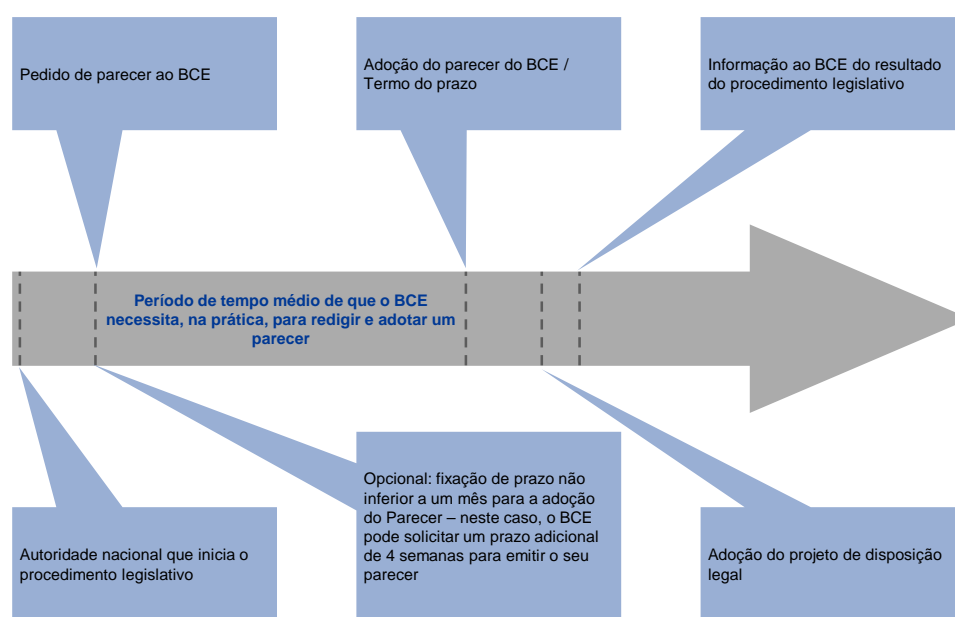 Pedido de parecer ao BCE
Adoção do parecer do BCE /
Termo do prazo
Informação ao BCE do resultado
do procedimento legislativo
Período de tempo médio de que o BCE
necessita, na prática, para redigir e adotar um
parecer
Autoridade nacional que inicia o
procedimento legislativo
Opcional: fixação de prazo não
inferior a um mês para a adoção
do Parecer – neste caso, o BCE
pode solicitar um prazo adicional
de 4 semanas para emitir o seu
parecer
Adoção do projeto de disposição
legal